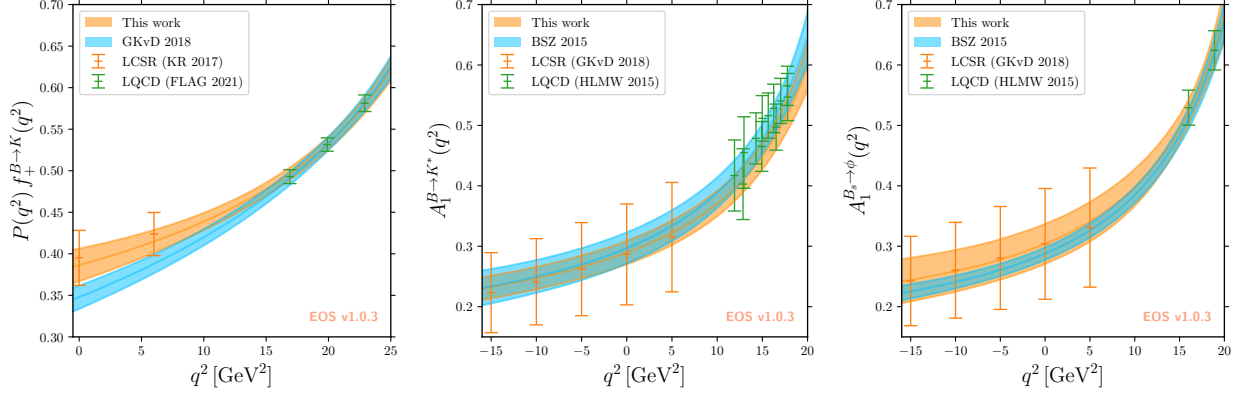 0.70
0.65
0.60
0.55
0.50
0.45
0.40
0.35
0.30
P(q²) f₊^{B→K}(q²)
This work
GKvD 2018
LCSR (KR 2017)
LQCD (FLAG 2021)
EOS v1.0.3
0 5 10 15 20 25
q² [GeV²]
0.7
0.6
0.5
0.4
0.3
0.2
A₁^{B→K*}(q²)
This work
BSZ 2015
LCSR (GKvD 2018)
LQCD (HLMW 2015)
EOS v1.0.3
−15 −10 −5 0 5 10 15 20
q² [GeV²]
0.7
0.6
0.5
0.4
0.3
0.2
A₁^{Bₛ→ϕ}(q²)
This work
BSZ 2015
LCSR (GKvD 2018)
LQCD (HLMW 2015)
EOS v1.0.3
−15 −10 −5 0 5 10 15 20
q² [GeV²]